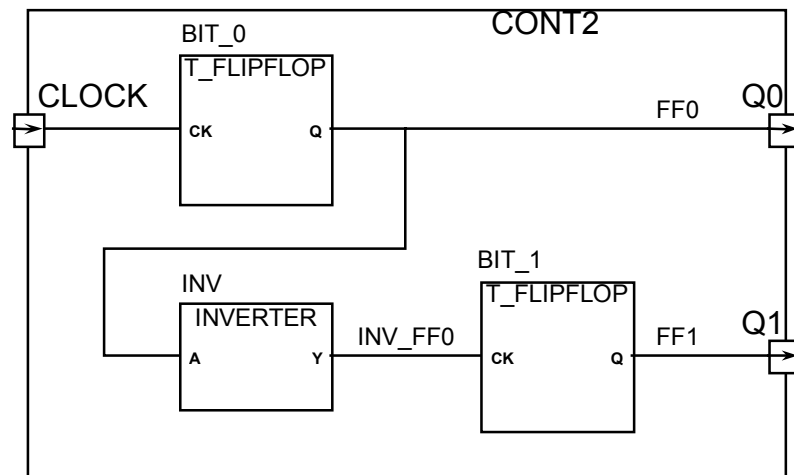 CONT2
BIT_0
T_FLIPFLOP
CLOCK
CK
Q
FF0
Q0
INV
INVERTER
A
Y
INV_FF0
BIT_1
T_FLIPFLOP
CK
Q
FF1
Q1